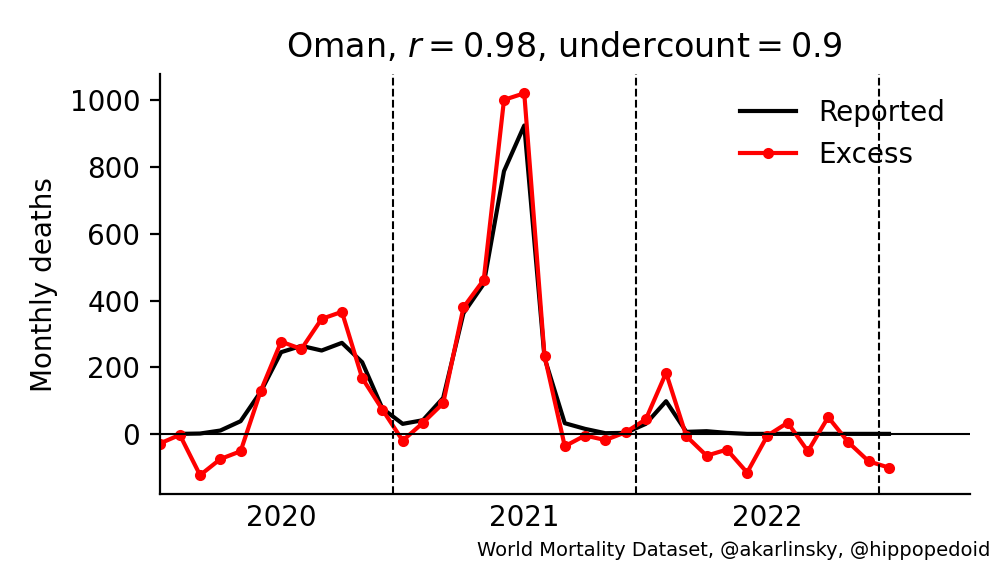 Oman, r = 0.98, undercount = 0.9
Monthly deaths
1000
800
600
400
200
0
Reported
Excess
2020 2021 2022
World Mortality Dataset, @akarlinsky, @hippopedoid